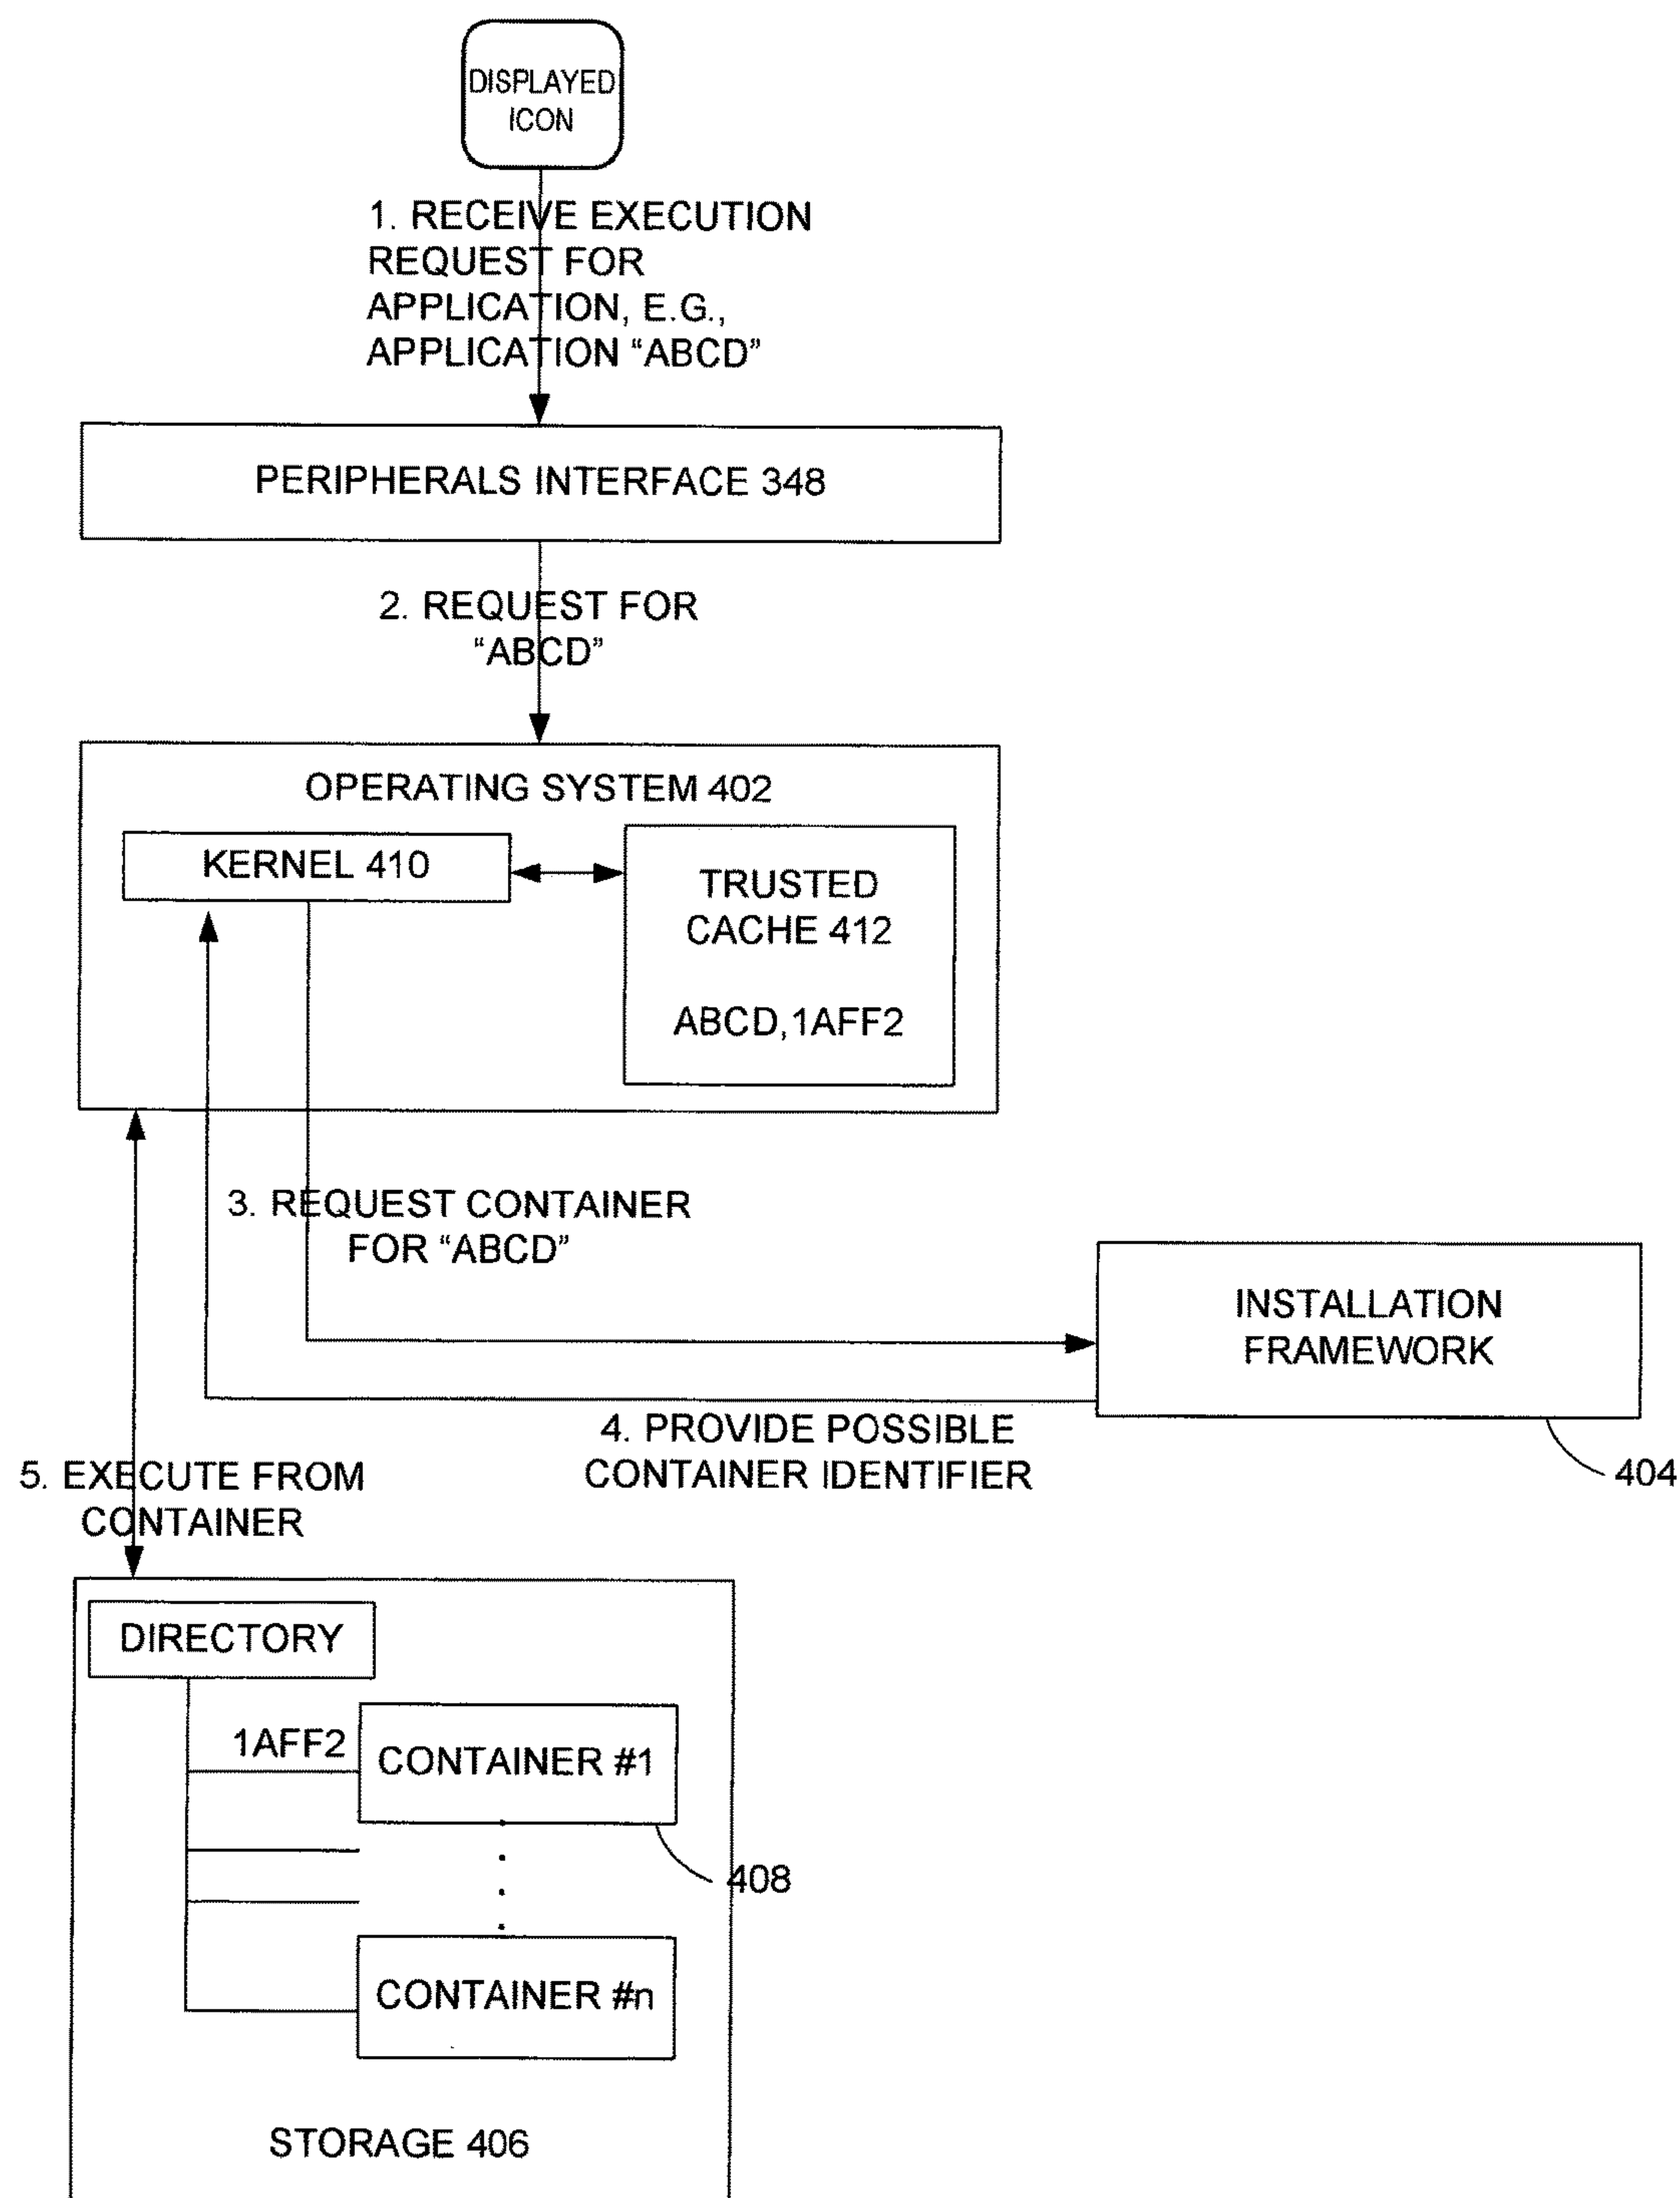 DISPLAYED
ICON
1. RECEIVE EXECUTION
REQUEST FOR
APPLICATION, E.G.,
APPLICATION “ABCD”
PERIPHERALS INTERFACE 348
2. REQUEST FOR
“ABCD”
OPERATING SYSTEM 402
KERNEL 410
TRUSTED
CACHE 412
ABCD,1AFF2
3. REQUEST CONTAINER
FOR “ABCD”
INSTALLATION
FRAMEWORK
404
4. PROVIDE POSSIBLE
CONTAINER IDENTIFIER
5. EXECUTE FROM
CONTAINER
DIRECTORY
1AFF2
CONTAINER #1
408
CONTAINER #n
STORAGE 406